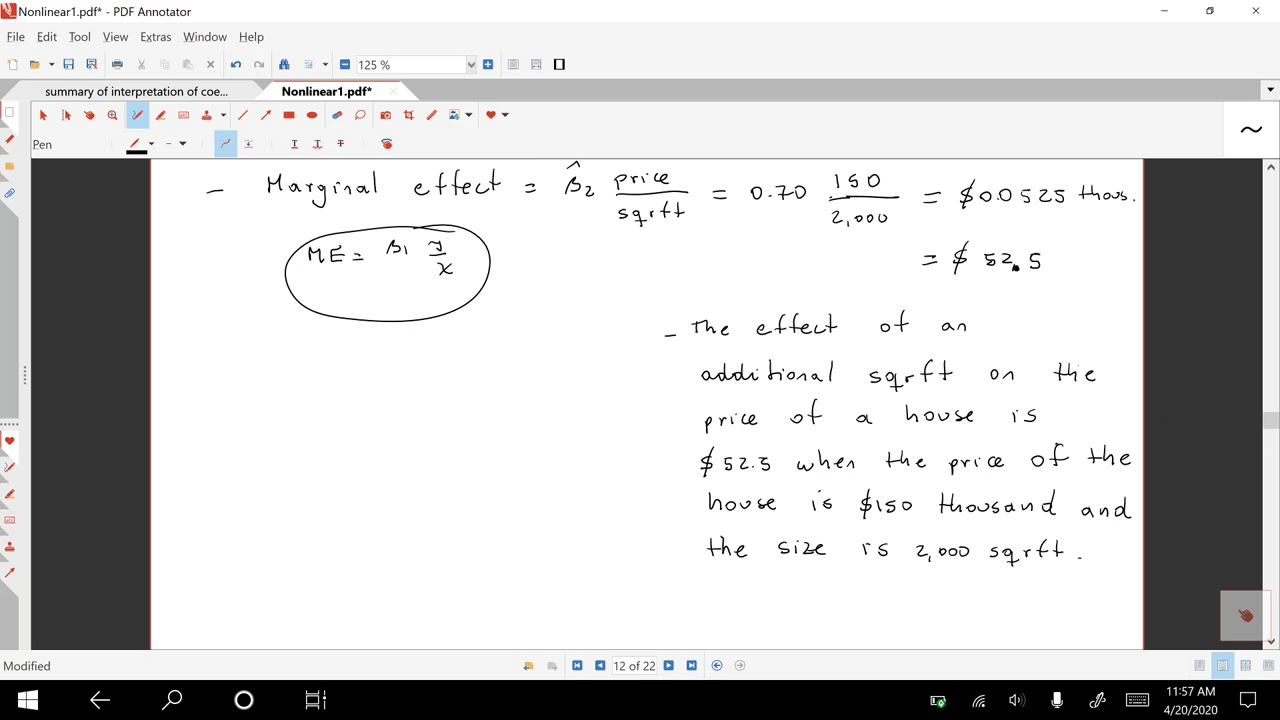 Nonlinear1.pdf* - PDF Annotator
File Edit Tool View Extras Window Help
125 %
summary of interpretation of coe... Nonlinear1.pdf*
Pen
- Marginal effect = β̂₂ price/sqrft = 0.70 150/2,000 = $0.0525 thous.
ME = β₁ y/x
= $ 52.5
- The effect of an
additional sqrft on the
price of a house is
$52.5 when the price of the
house is $150 thousand and
the size is 2,000 sqrft.
Modified
12 of 22
11:57 AM
4/20/2020